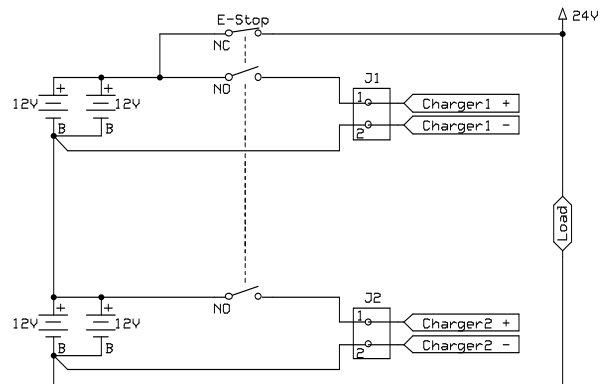 E-Stop
24V
NC
NO
J1
+
+
12V
12V
1
Charger1 +
B
B
2
Charger1 -
Load
NO
J2
+
+
12V
12V
1
Charger2 +
B
B
2
Charger2 -